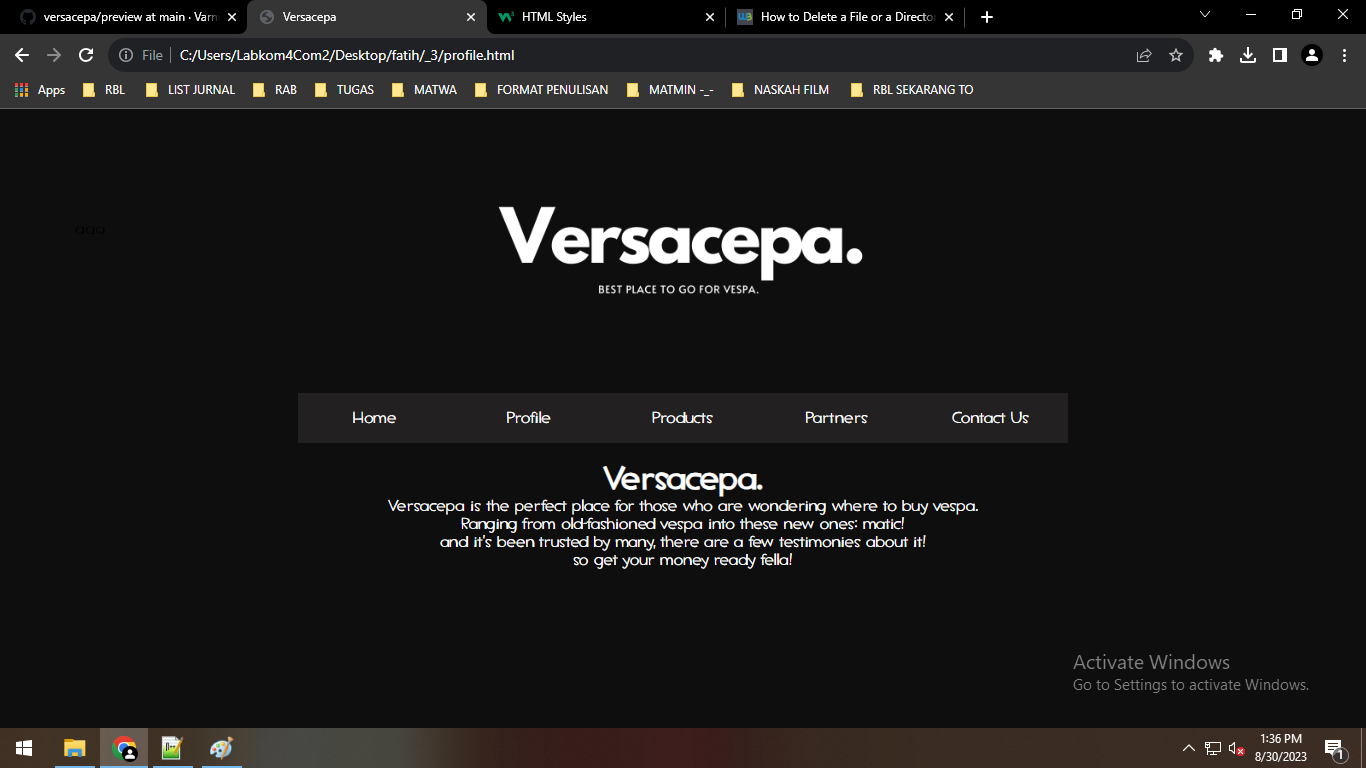 versacepa/preview at main · Varn
Versacepa
HTML Styles
How to Delete a File or a Directo
File
C:/Users/Labkom4Com2/Desktop/fatih/_3/profile.html
Apps
RBL
LIST JURNAL
RAB
TUGAS
MATWA
FORMAT PENULISAN
MATMIN -_-
NASKAH FILM
RBL SEKARANG TO
Versacepa.
BEST PLACE TO GO FOR VESPA.
Home
Profile
Products
Partners
Contact Us
Versacepa.
Versacepa is the perfect place for those who are wondering where to buy vespa.
Ranging from old-fashioned vespa into these new ones: matic!
and it's been trusted by many, there are a few testimonies about it!
so get your money ready fella!
Activate Windows
Go to Settings to activate Windows.
1:36 PM
8/30/2023
1